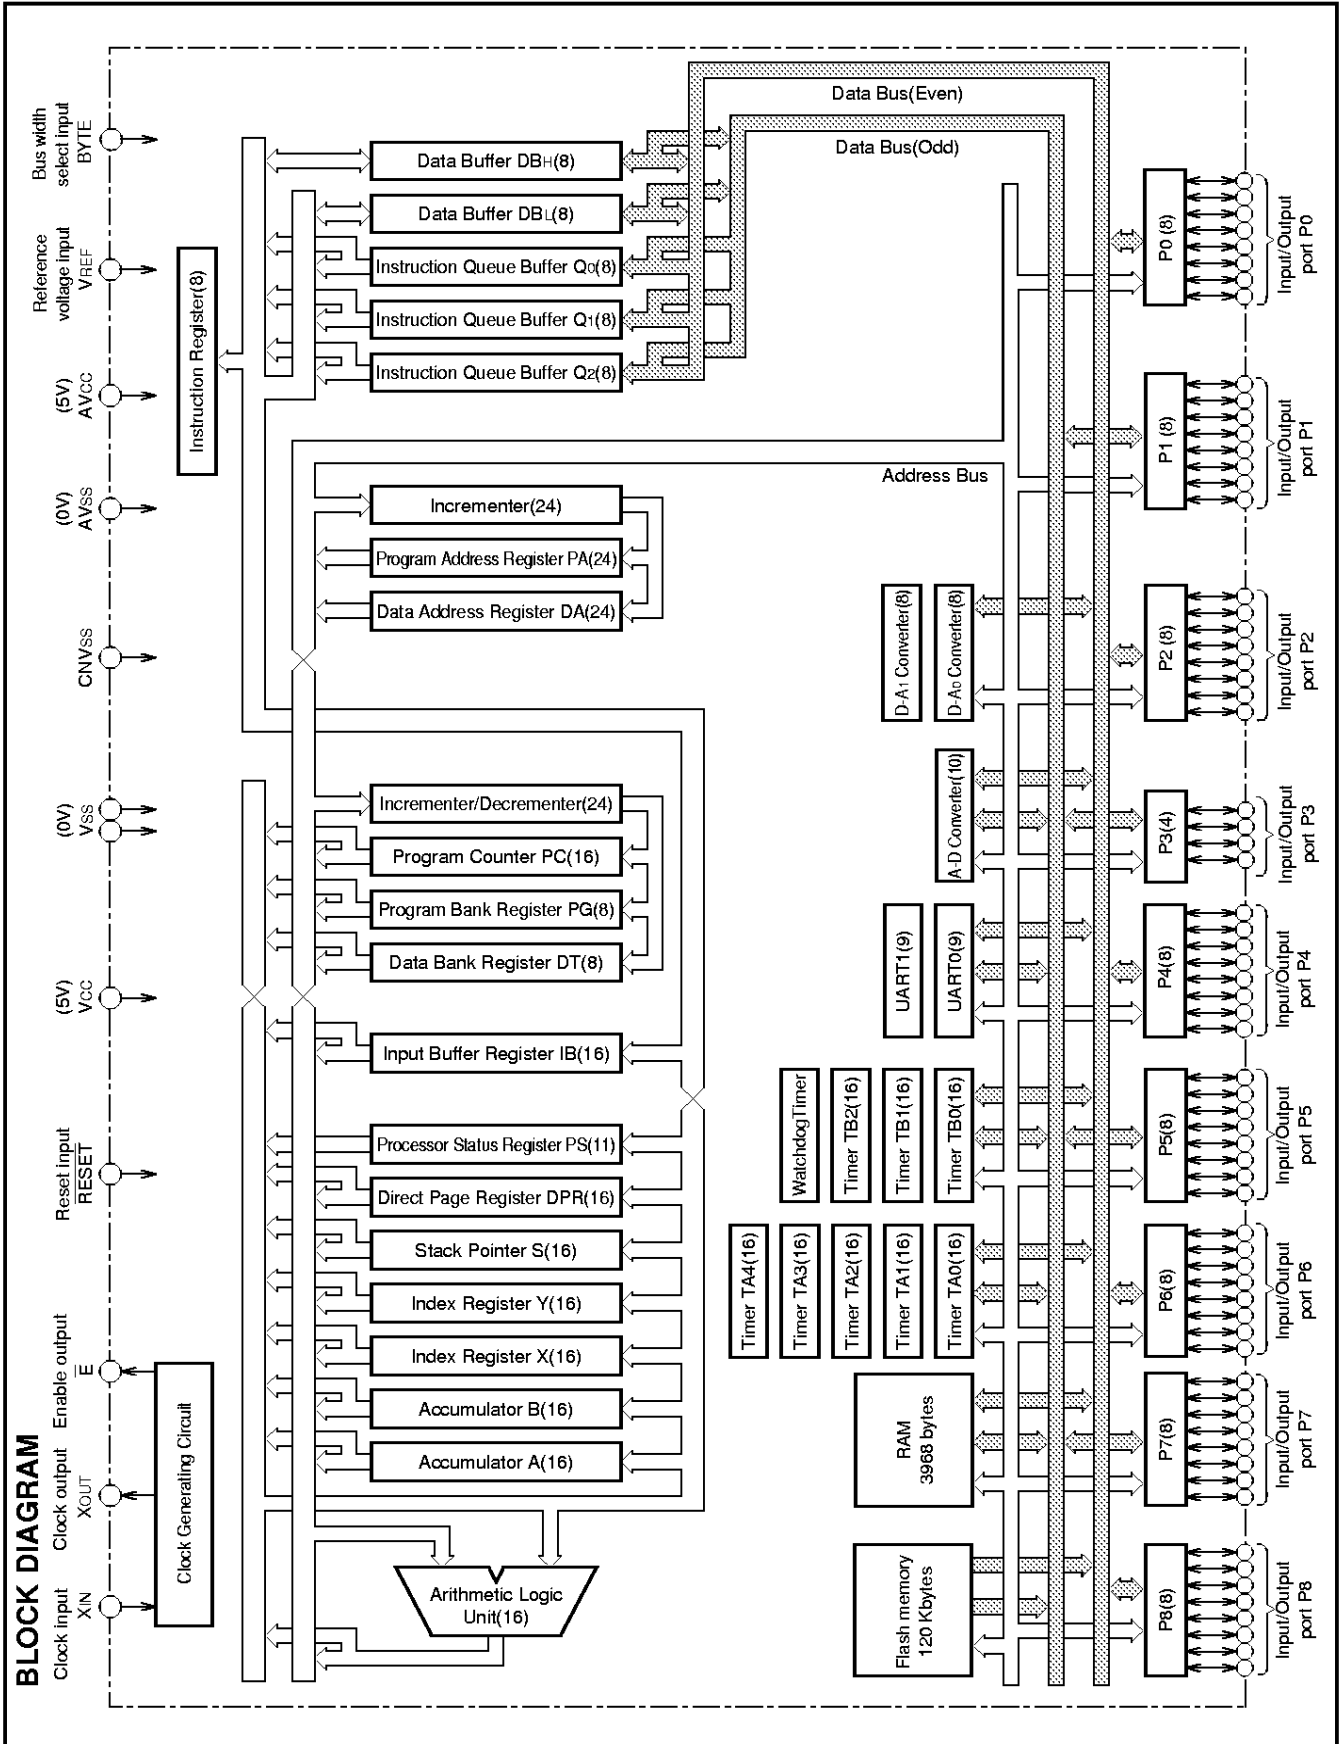 BLOCK DIAGRAM
Clock input
XIN
Clock output
XOUT
Enable output
E
Reset input
RESET
(5V)
VCC
(0V)
VSS
CNVSS
(0V)
AVSS
(5V)
AVCC
Reference
voltage input
VREF
Bus width
select input
BYTE
Clock Generating Circuit
Instruction Register(8)
Data Buffer DBH(8)
Data Buffer DBL(8)
Instruction Queue Buffer Q0(8)
Instruction Queue Buffer Q1(8)
Instruction Queue Buffer Q2(8)
Incrementer(24)
Program Address Register PA(24)
Data Address Register DA(24)
Incrementer/Decrementer(24)
Program Counter PC(16)
Program Bank Register PG(8)
Data Bank Register DT(8)
Input Buffer Register IB(16)
Processor Status Register PS(11)
Direct Page Register DPR(16)
Stack Pointer S(16)
Index Register Y(16)
Index Register X(16)
Accumulator B(16)
Accumulator A(16)
Arithmetic Logic
Unit(16)
Data Bus(Even)
Data Bus(Odd)
Address Bus
D-A1 Converter(8)
D-A0 Converter(8)
A-D Converter(10)
UART1(9)
UART0(9)
WatchdogTimer
Timer TB2(16)
Timer TB1(16)
Timer TB0(16)
Timer TA4(16)
Timer TA3(16)
Timer TA2(16)
Timer TA1(16)
Timer TA0(16)
RAM
3968 bytes
Flash memory
120 Kbytes
P0 (8)
Input/Output
port P0
P1 (8)
Input/Output
port P1
P2 (8)
Input/Output
port P2
P3(4)
Input/Output
port P3
P4(8)
Input/Output
port P4
P5(8)
Input/Output
port P5
P6(8)
Input/Output
port P6
P7(8)
Input/Output
port P7
P8(8)
Input/Output
port P8